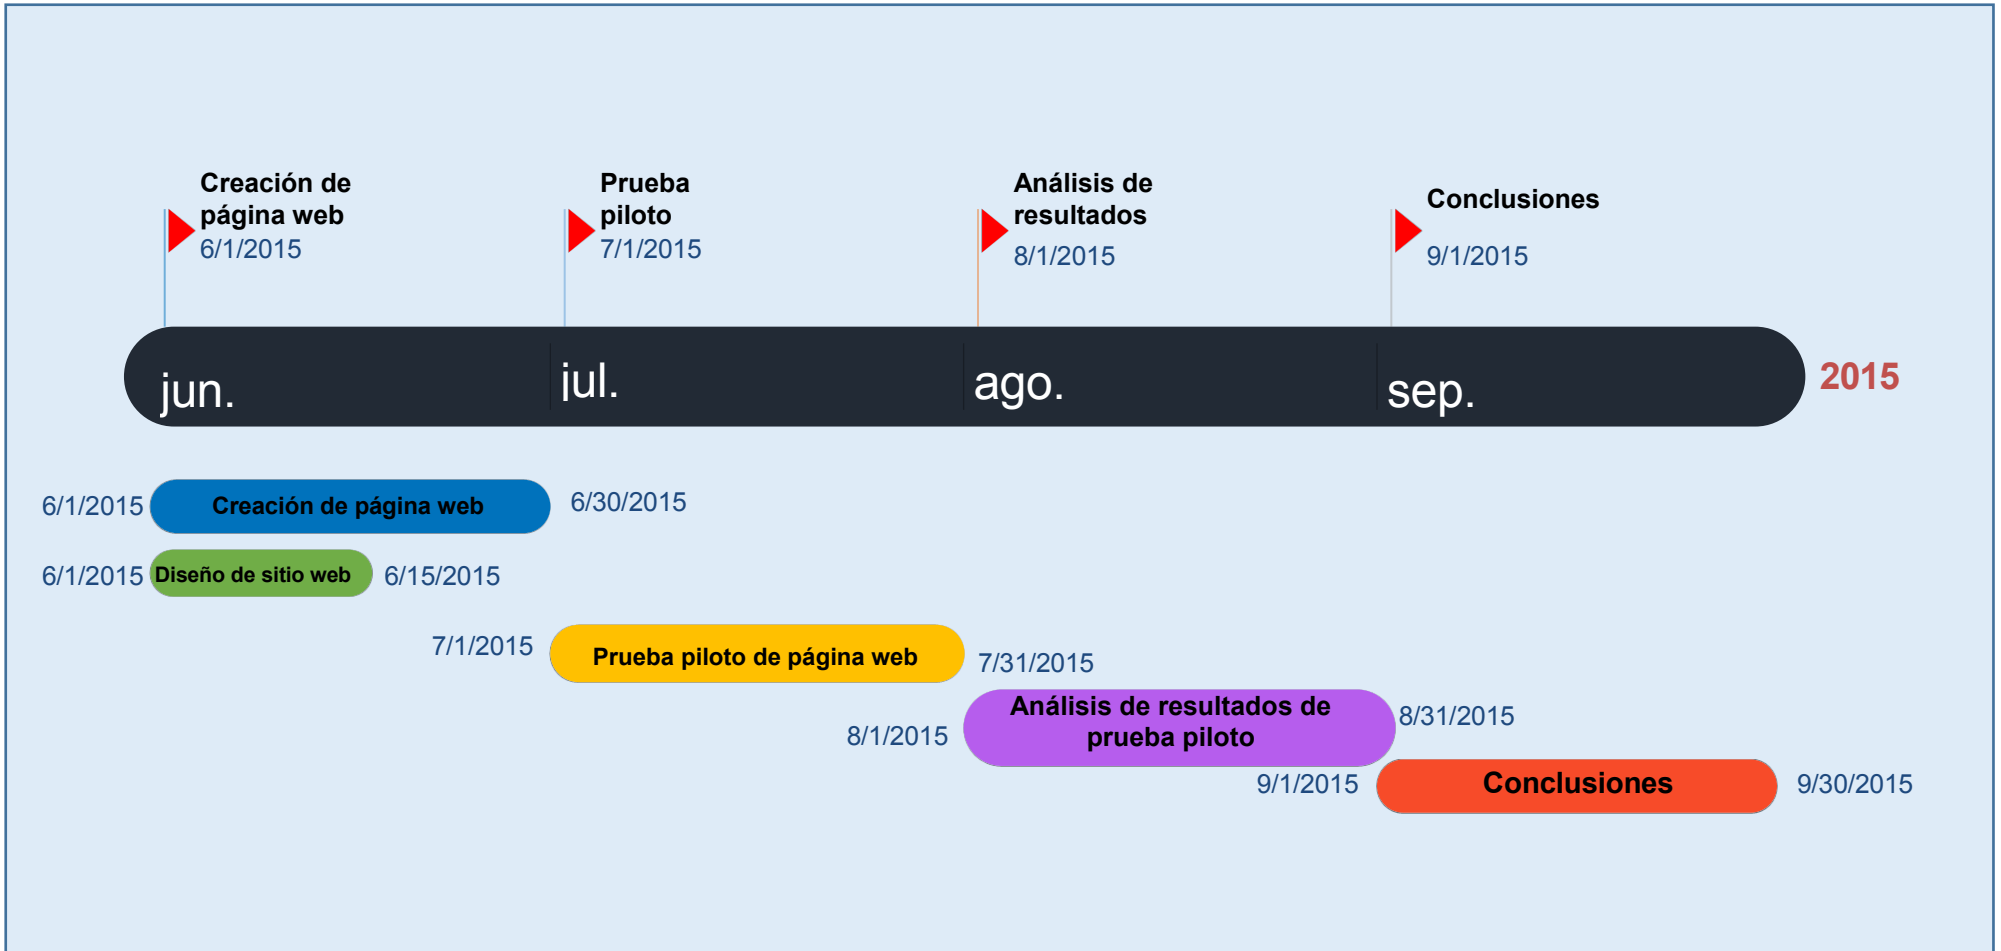 Creación de
página web
6/1/2015
Prueba
piloto
7/1/2015
Análisis de
resultados
8/1/2015
Conclusiones
9/1/2015
jun.
jul.
ago.
sep.
2015
6/1/2015
Creación de página web
6/30/2015
6/1/2015
Diseño de sitio web
6/15/2015
7/1/2015
Prueba piloto de página web
7/31/2015
8/1/2015
Análisis de resultados de
prueba piloto
8/31/2015
9/1/2015
Conclusiones
9/30/2015